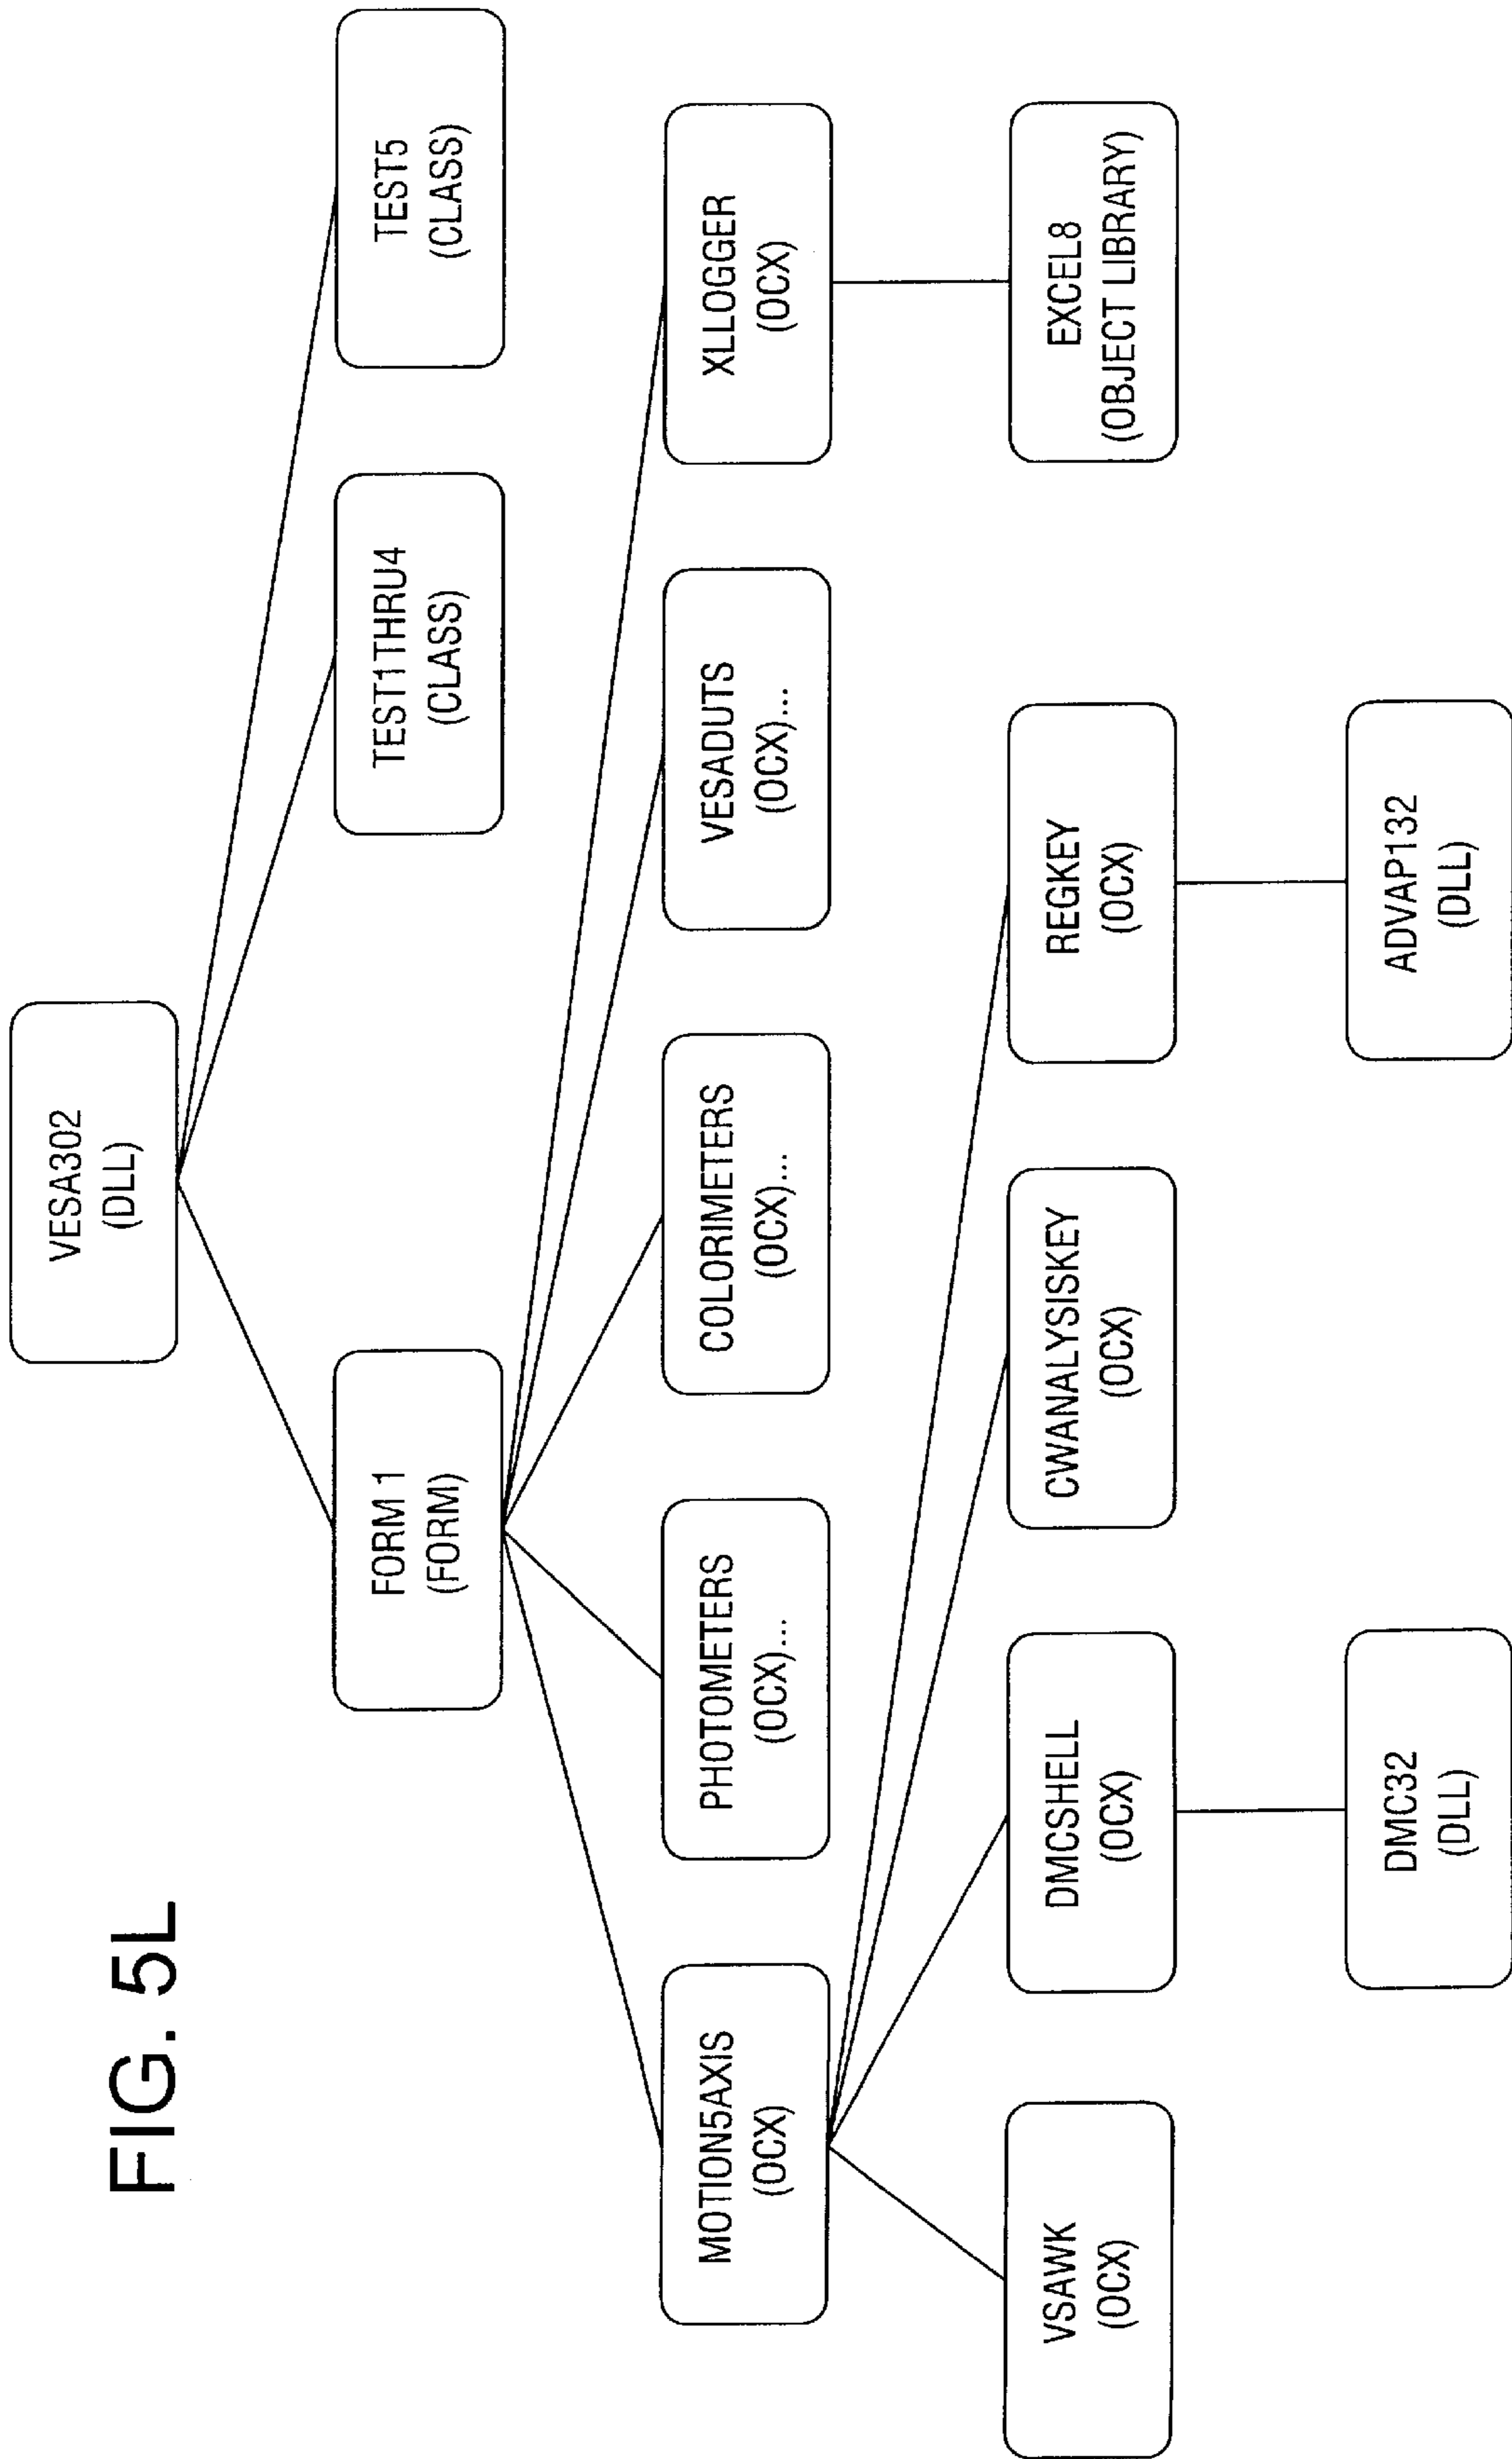 FIG. 5L
VESA302
(DLL)
FORM 1
(FORM)
TEST1THRU4
(CLASS)
TEST5
(CLASS)
MOTION5AXIS
(OCX)
PHOTOMETERS
(OCX)...
COLORIMETERS
(OCX)...
VESADUTS
(OCX)...
XLLOGGER
(OCX)
VSAWK
(OCX)
DMCSHELL
(OCX)
CWANALYSISKEY
(OCX)
REGKEY
(OCX)
EXCEL8
(OBJECT LIBRARY)
DMC32
(DLL)
ADVAP132
(DLL)